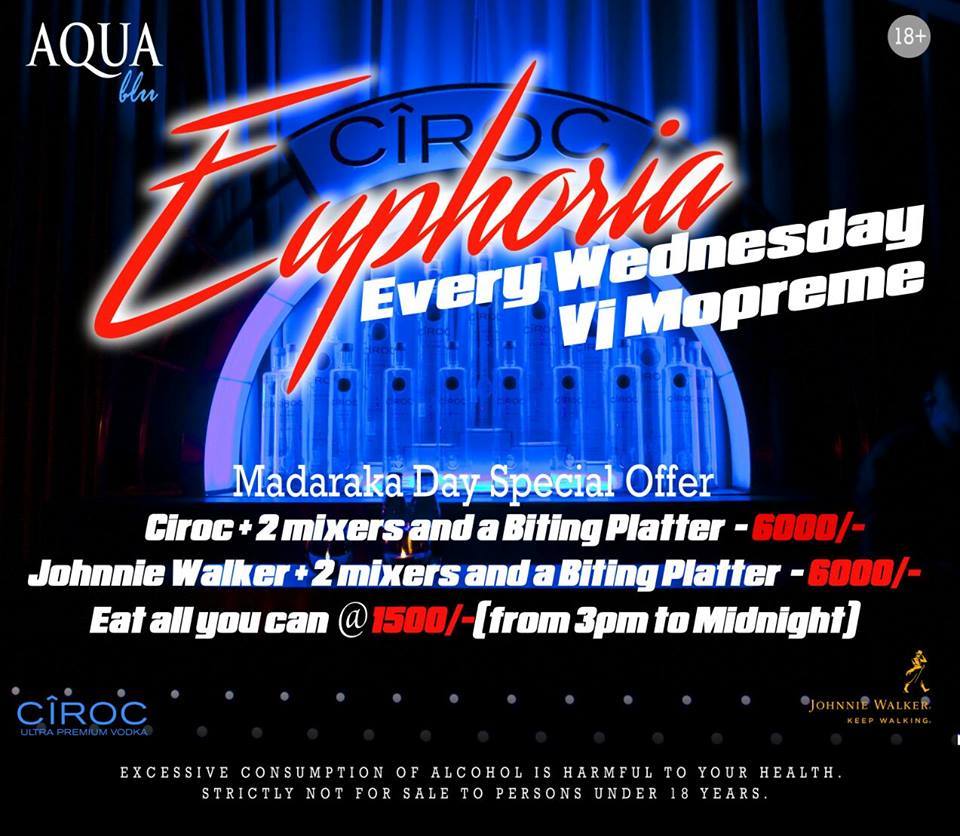 AQUA
blu
18+
CÎROC
Euphoria
Every Wednesday
Vj Mopreme
Madaraka Day Special Offer
Ciroc + 2 mixers and a Biting Platter - 6000/-
Johnnie Walker + 2 mixers and a Biting Platter - 6000/-
Eat all you can @ 1500/- (from 3pm to Midnight)
CÎROC
ULTRA PREMIUM VODKA
JOHNNIE WALKER.
KEEP WALKING.
EXCESSIVE CONSUMPTION OF ALCOHOL IS HARMFUL TO YOUR HEALTH.
STRICTLY NOT FOR SALE TO PERSONS UNDER 18 YEARS.